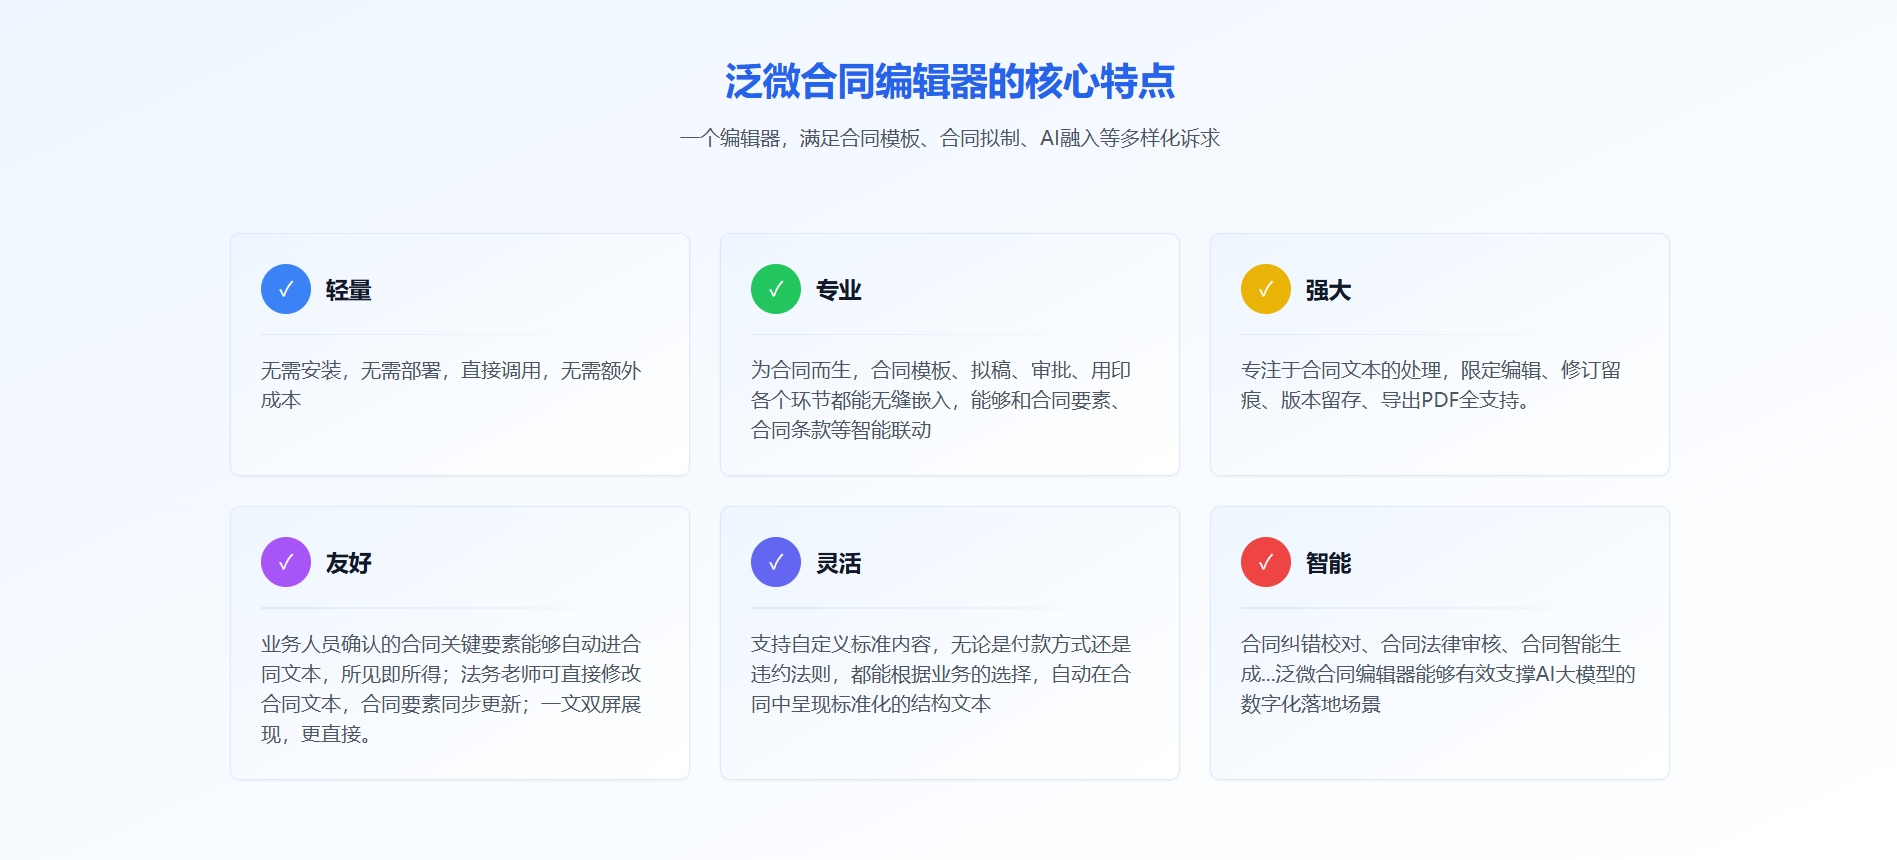 泛微合同编辑器的核心特点
一个编辑器，满足合同模板、合同拟制、AI融入等多样化诉求
✓ 轻量
无需安装，无需部署，直接调用，无需额外
成本
✓ 专业
为合同而生，合同模板、拟稿、审批、用印
各个环节都能无缝嵌入，能够和合同要素、
合同条款等智能联动
✓ 强大
专注于合同文本的处理，限定编辑、修订留
痕、版本留存、导出PDF全支持。
✓ 友好
业务人员确认的合同关键要素能够自动进合
同文本，所见即所得；法务老师可直接修改
合同文本，合同要素同步更新；一文双屏展
现，更直接。
✓ 灵活
支持自定义标准内容，无论是付款方式还是
违约法则，都能根据业务的选择，自动在合
同中呈现标准化的结构文本
✓ 智能
合同纠错校对、合同法律审核、合同智能生
成...泛微合同编辑器能够有效支撑AI大模型的
数字化落地场景